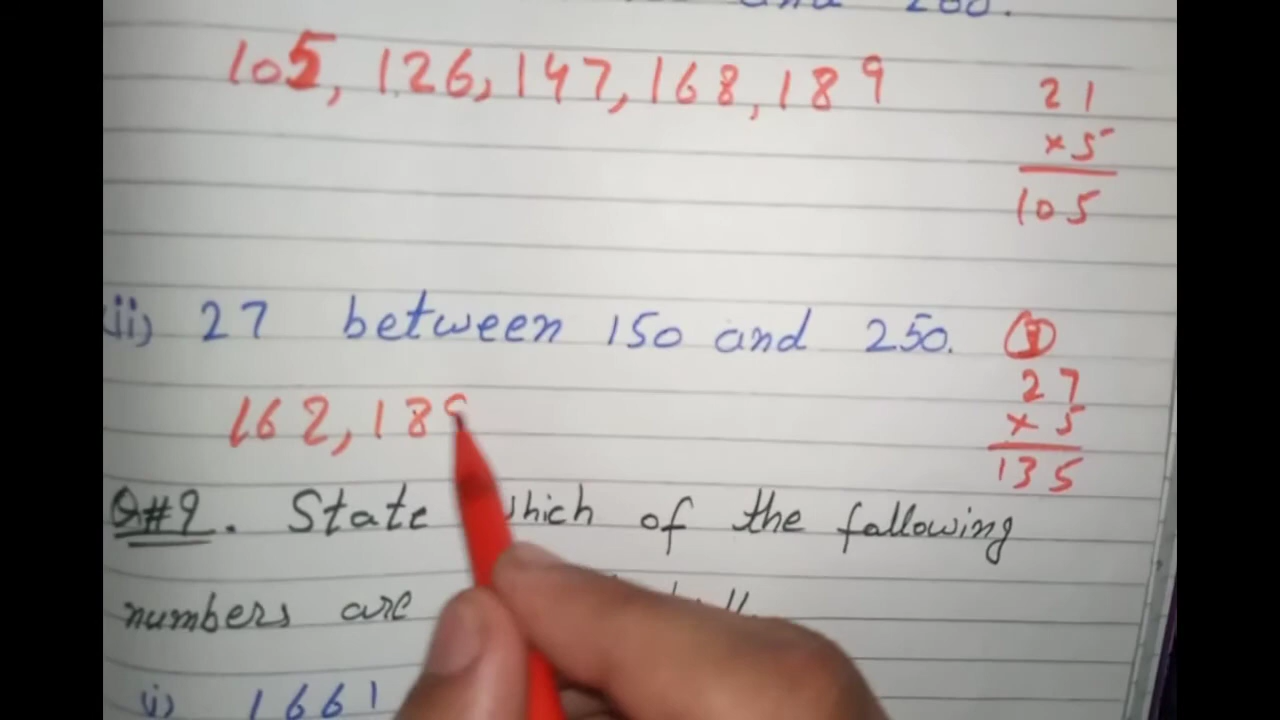 105, 126, 147, 168, 189
21
×5
105
ii) 27 between 150 and 250.
27
×5
135
162, 189
Q#9. State which of the following
numbers are
i) 1661